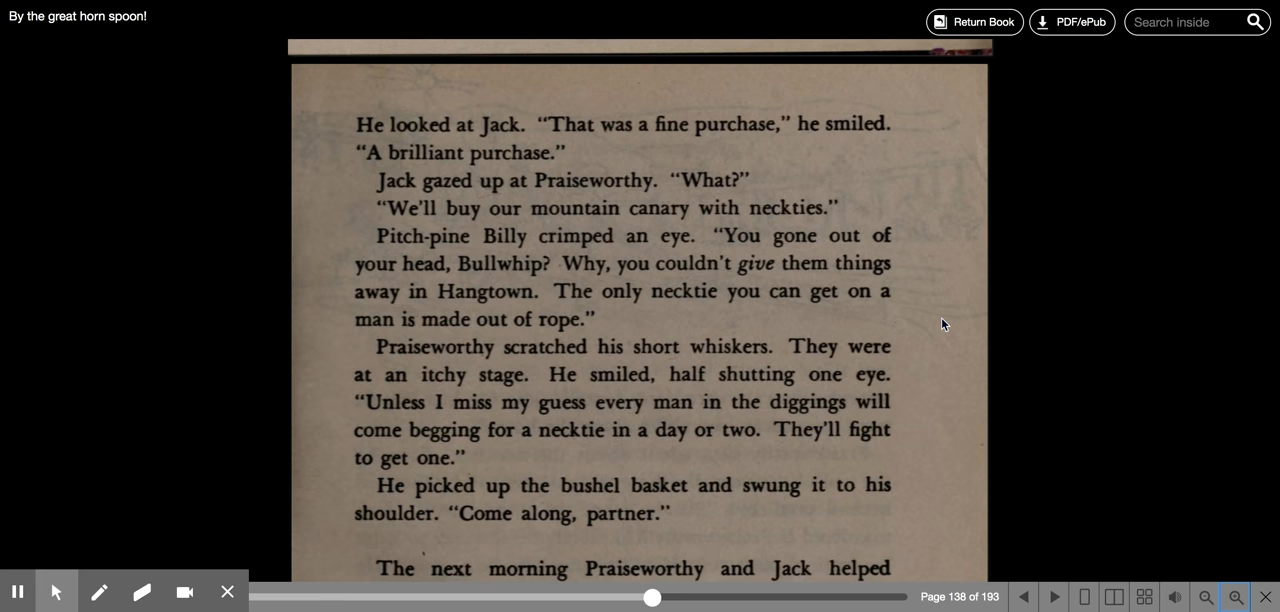 By the great horn spoon!
Return Book
PDF/ePub
Search inside
He looked at Jack. “That was a fine purchase,” he smiled.
“A brilliant purchase.”
Jack gazed up at Praiseworthy. “What?”
“We’ll buy our mountain canary with neckties.”
Pitch-pine Billy crimped an eye. “You gone out of
your head, Bullwhip? Why, you couldn’t give them things
away in Hangtown. The only necktie you can get on a
man is made out of rope.”
Praiseworthy scratched his short whiskers. They were
at an itchy stage. He smiled, half shutting one eye.
“Unless I miss my guess every man in the diggings will
come begging for a necktie in a day or two. They’ll fight
to get one.”
He picked up the bushel basket and swung it to his
shoulder. “Come along, partner.”
The next morning Praiseworthy and Jack helped
Page 138 of 193